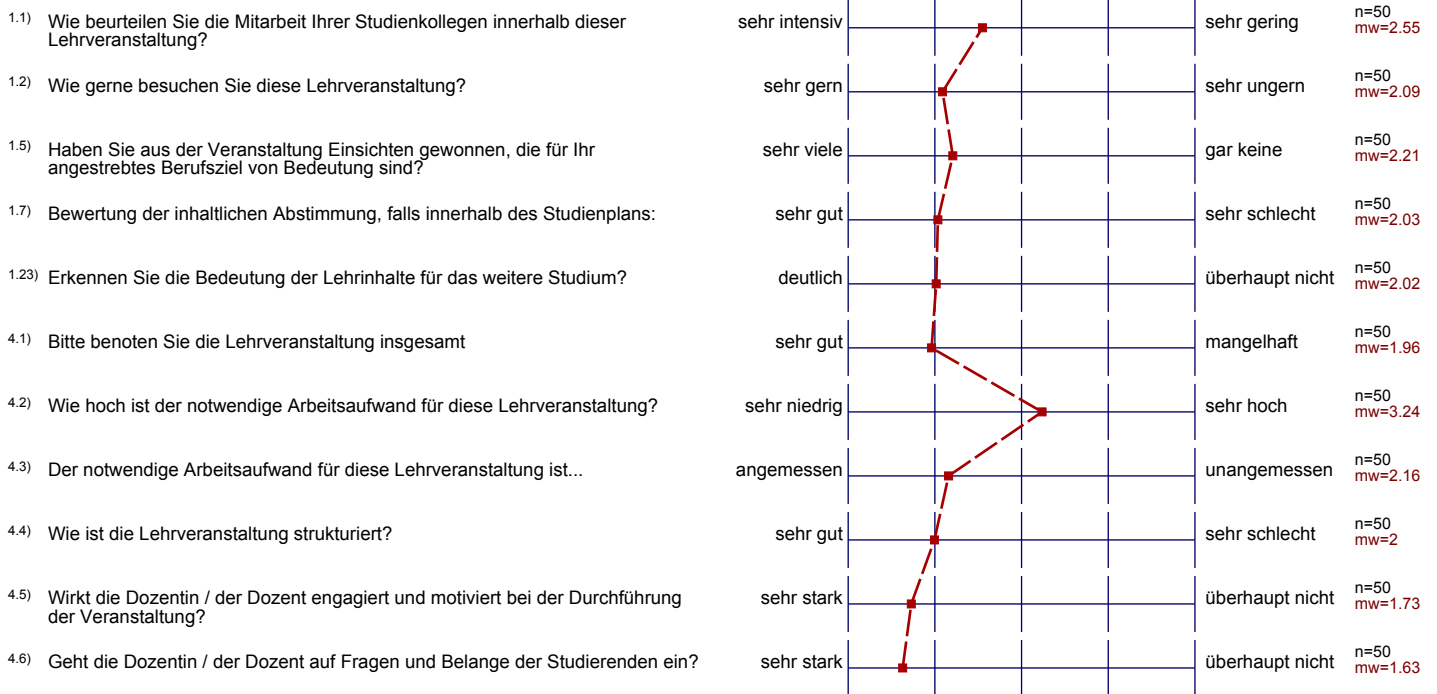 1.1) Wie beurteilen Sie die Mitarbeit Ihrer Studienkollegen innerhalb dieser
Lehrveranstaltung?
sehr intensiv sehr gering n=50
mw=2.55
1.2) Wie gerne besuchen Sie diese Lehrveranstaltung? sehr gern sehr ungern n=50
mw=2.09
1.5) Haben Sie aus der Veranstaltung Einsichten gewonnen, die für Ihr
angestrebtes Berufsziel von Bedeutung sind?
sehr viele gar keine n=50
mw=2.21
1.7) Bewertung der inhaltlichen Abstimmung, falls innerhalb des Studienplans: sehr gut sehr schlecht n=50
mw=2.03
1.23) Erkennen Sie die Bedeutung der Lehrinhalte für das weitere Studium? deutlich überhaupt nicht n=50
mw=2.02
4.1) Bitte benoten Sie die Lehrveranstaltung insgesamt sehr gut mangelhaft n=50
mw=1.96
4.2) Wie hoch ist der notwendige Arbeitsaufwand für diese Lehrveranstaltung? sehr niedrig sehr hoch n=50
mw=3.24
4.3) Der notwendige Arbeitsaufwand für diese Lehrveranstaltung ist... angemessen unangemessen n=50
mw=2.16
4.4) Wie ist die Lehrveranstaltung strukturiert? sehr gut sehr schlecht n=50
mw=2
4.5) Wirkt die Dozentin / der Dozent engagiert und motiviert bei der Durchführung
der Veranstaltung?
sehr stark überhaupt nicht n=50
mw=1.73
4.6) Geht die Dozentin / der Dozent auf Fragen und Belange der Studierenden ein? sehr stark überhaupt nicht n=50
mw=1.63